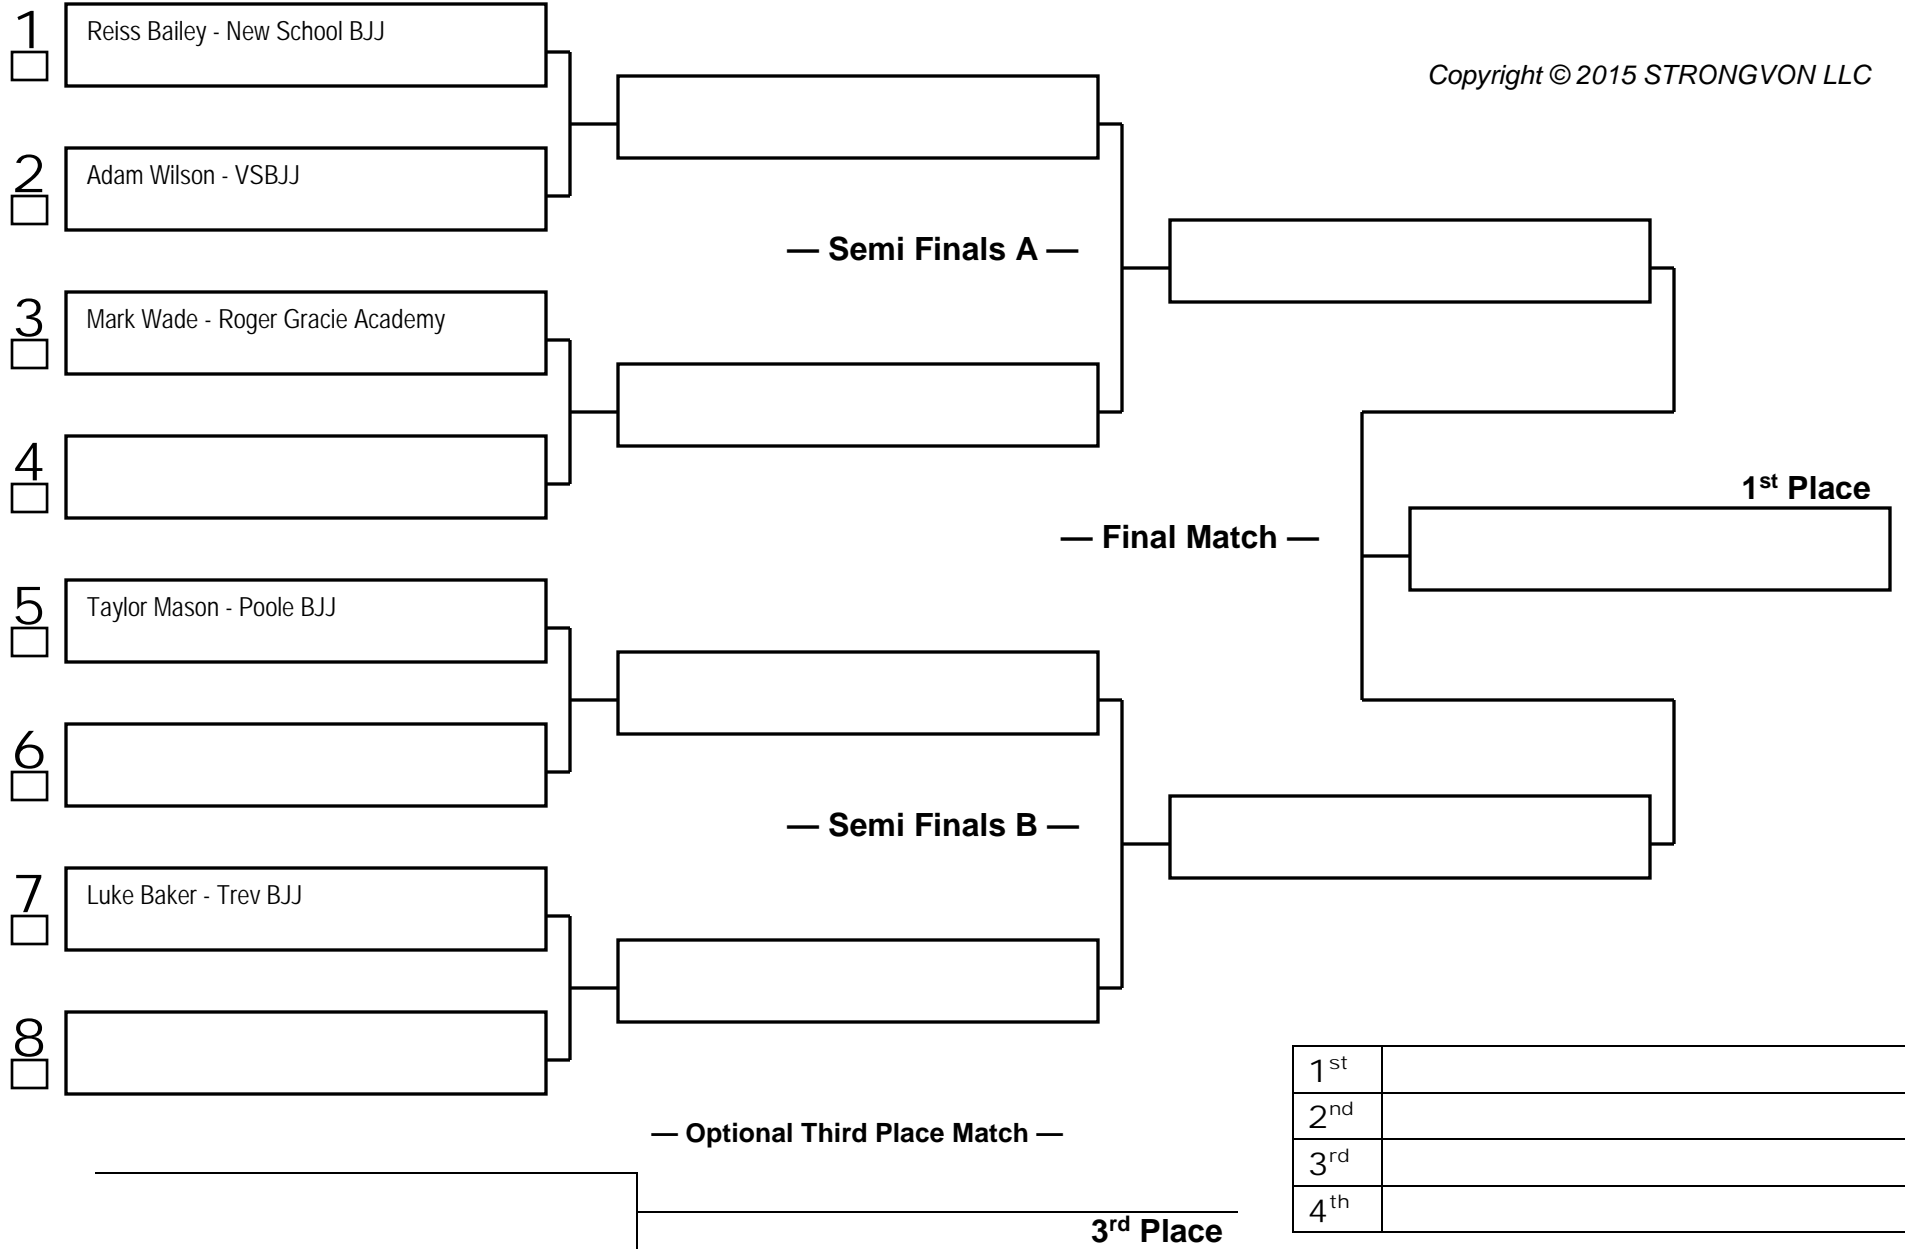 1
Reiss Bailey - New School BJJ
Copyright © 2015 STRONGVON LLC
2
Adam Wilson - VSBJJ
— Semi Finals A —
3
Mark Wade - Roger Gracie Academy
4
1st Place
— Final Match —
5
Taylor Mason - Poole BJJ
6
— Semi Finals B —
7
Luke Baker - Trev BJJ
8
1st
2nd
— Optional Third Place Match —
3rd
4th
3rd Place